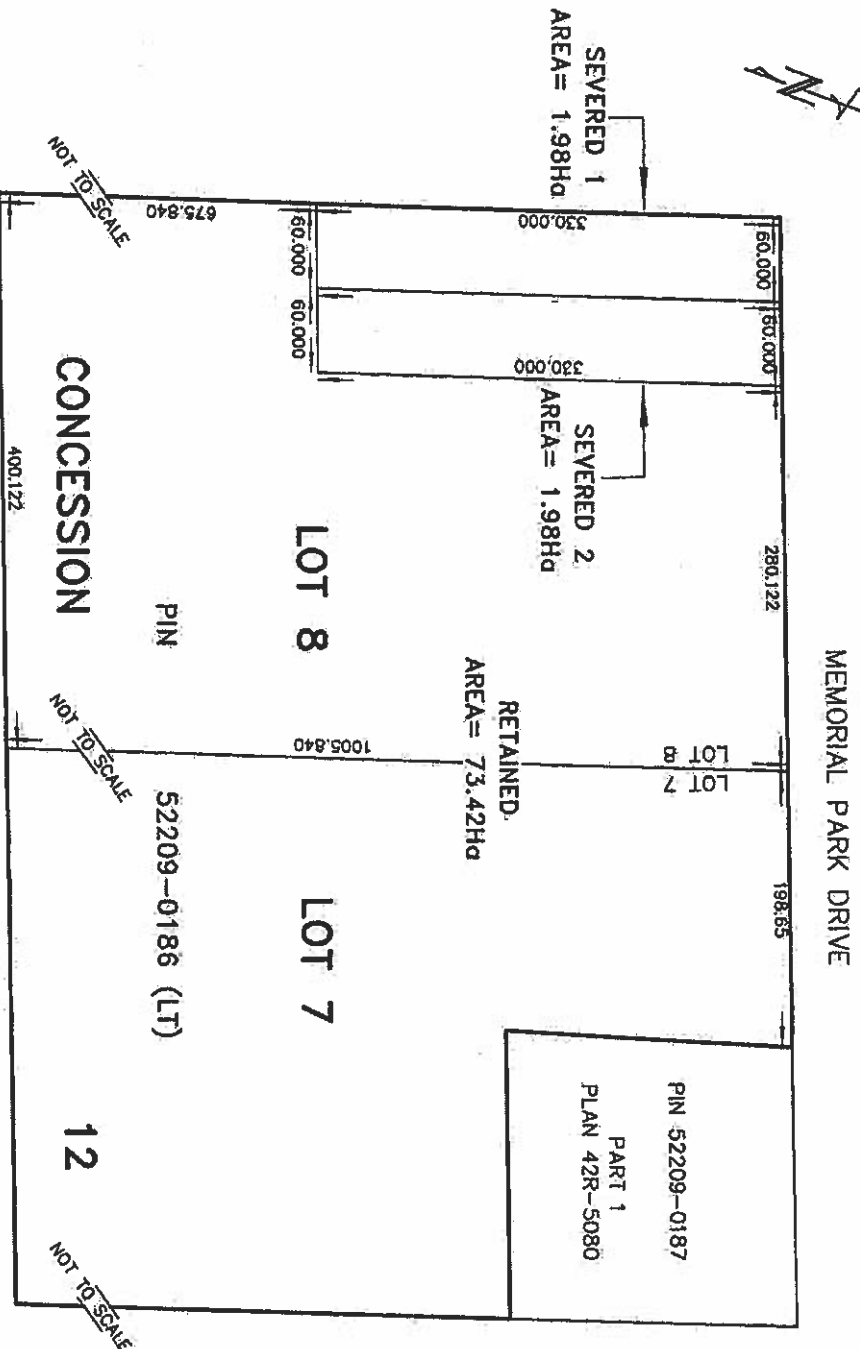 N
MEMORIAL PARK DRIVE
SEVERED 1
AREA= 1.98Ha
60.000
60.000
280.122
198.65
330.000
330.000
SEVERED 2
AREA= 1.98Ha
LOT 8
LOT 7
PIN 52209-0187
PART 1
PLAN 42R-5080
RETAINED
AREA= 73.42Ha
60.000
60.000
LOT 8
LOT 7
675.840
1005.840
PIN
52209-0186 (LT)
NOT TO SCALE
NOT TO SCALE
NOT TO SCALE
CONCESSION
12
400.122